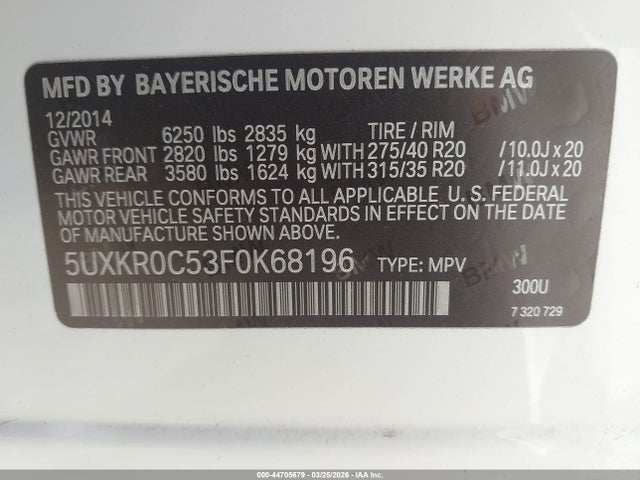 MFD BY BAYERISCHE MOTOREN WERKE AG
12/2014
GVWR 6250 lbs 2835 kg TIRE / RIM
GAWR FRONT 2820 lbs 1279 kg WITH 275/40 R20 /10.0J x 20
GAWR REAR 3580 lbs 1624 kg WITH 315/35 R20 /11.0J x 20
THIS VEHICLE CONFORMS TO ALL APPLICABLE U. S. FEDERAL
MOTOR VEHICLE SAFETY STANDARDS IN EFFECT ON THE
DATE OF MANUFACTURE SHOWN ABOVE.
5UXKR0C53F0K68196 TYPE: MPV
300U
7 320 729
BMW
BMW
BMW
000-44705679 | 03/25/2026 — IAA, Inc.